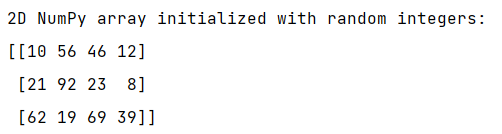 2D NumPy array initialized with random integers:
[[10 56 46 12]
 [21 92 23  8]
 [62 19 69 39]]